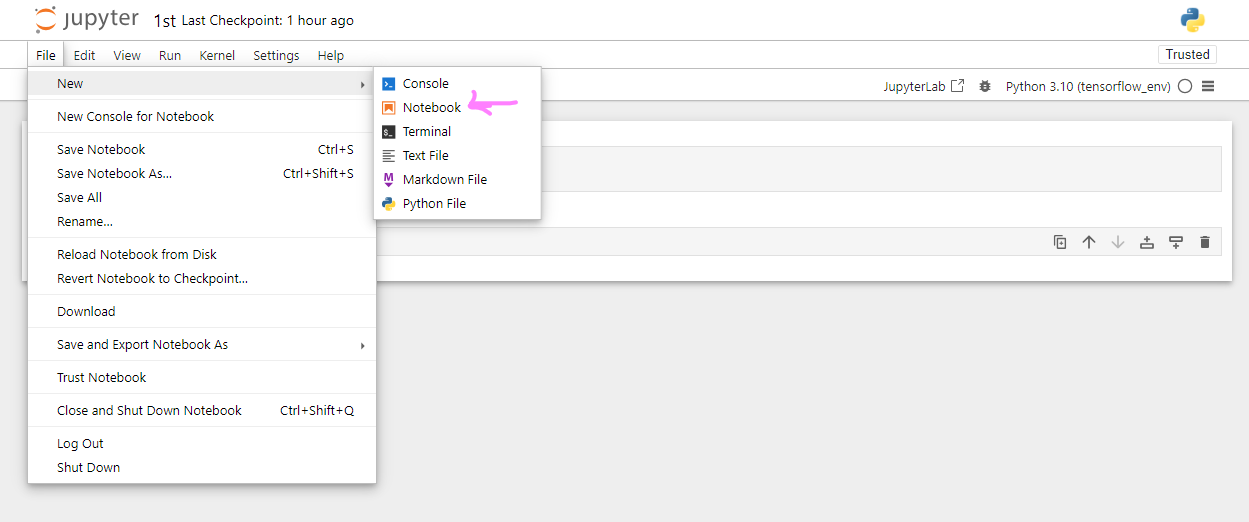 jupyter 1st Last Checkpoint: 1 hour ago
File Edit View Run Kernel Settings Help Trusted
JupyterLab Python 3.10 (tensorflow_env)
New
New Console for Notebook
Save Notebook Ctrl+S
Save Notebook As... Ctrl+Shift+S
Save All
Rename...
Reload Notebook from Disk
Revert Notebook to Checkpoint...
Download
Save and Export Notebook As
Trust Notebook
Close and Shut Down Notebook Ctrl+Shift+Q
Log Out
Shut Down
Console
Notebook
$_ Terminal
Text File
M Markdown File
Python File